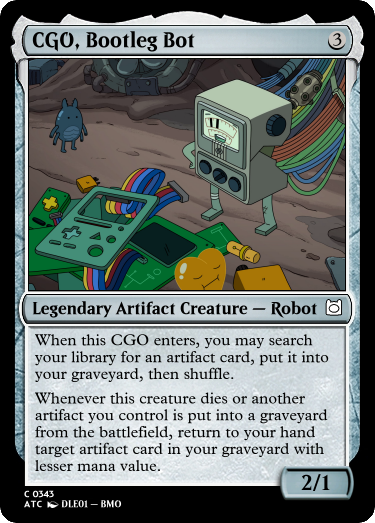 CGO, Bootleg Bot 3
Legendary Artifact Creature — Robot
When this CGO enters, you may search
your library for an artifact card, put it into
your graveyard, then shuffle.
Whenever this creature dies or another
artifact you control is put into a graveyard
from the battlefield, return to your hand
target artifact card in your graveyard with
lesser mana value.
2/1
C 0343
ATC DLE01 — BMO